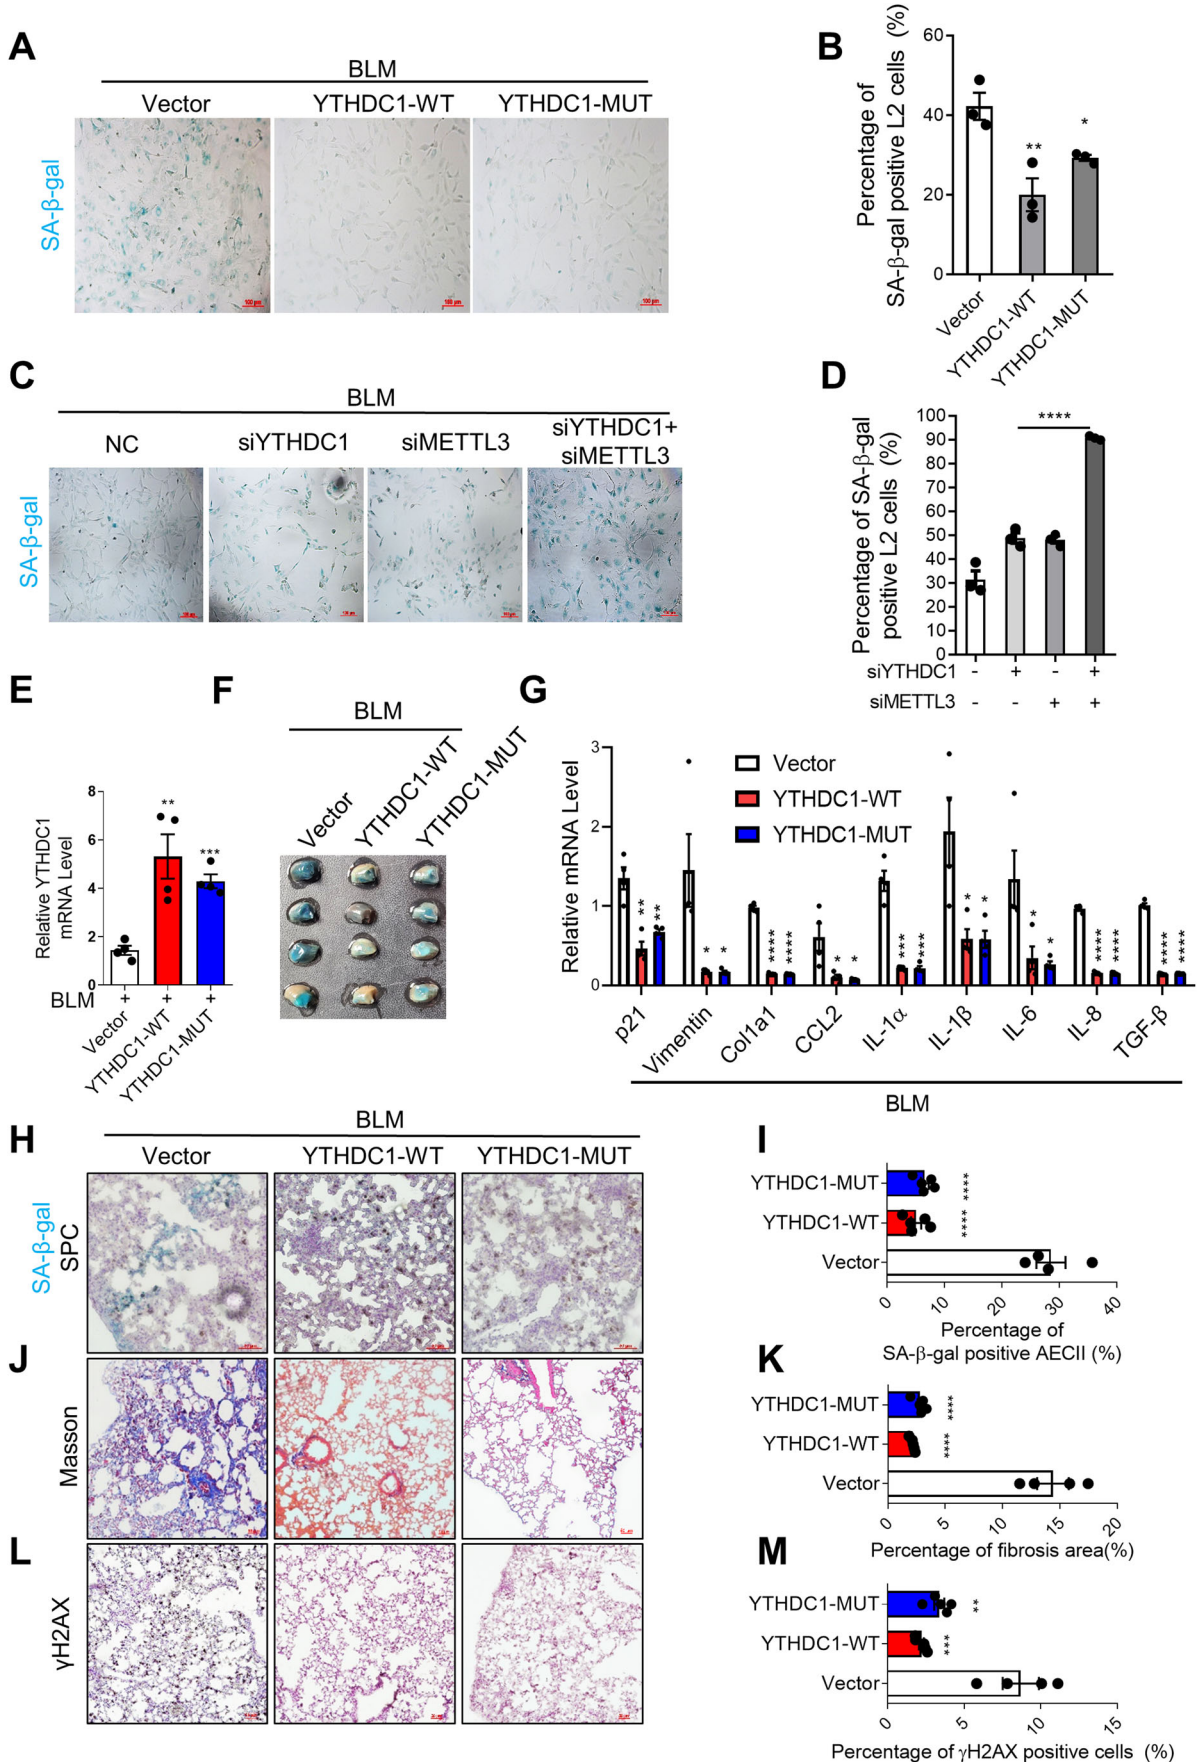 A
BLM
Vector YTHDC1-WT YTHDC1-MUT
SA-β-gal
100 μm 100 μm 100 μm
B
Percentage of
SA-β-gal positive L2 cells (%)
60
40
20
0
**
*
Vector
YTHDC1-WT
YTHDC1-MUT
C
BLM
NC siYTHDC1 siMETTL3 siYTHDC1+
siMETTL3
SA-β-gal
D
Percentage of SA-β-gal
positive L2 cells (%)
100
90
80
70
60
50
40
30
20
10
0
****
siYTHDC1 - + - +
siMETTL3 - - + +
E
Relative YTHDC1
mRNA Level
8
6
4
2
0
**
***
BLM + + +
Vector
YTHDC1-WT
YTHDC1-MUT
F
BLM
Vector
YTHDC1-WT
YTHDC1-MUT
G
Relative mRNA Level
3
2
1
0
Vector
YTHDC1-WT
YTHDC1-MUT
** ** * * **** **** * * *** *** * * * * **** **** **** ****
p21
Vimentin
Col1a1
CCL2
IL-1α
IL-1β
IL-6
IL-8
TGF-β
BLM
H
BLM
Vector YTHDC1-WT YTHDC1-MUT
SA-β-gal
SPC
I
YTHDC1-MUT ****
YTHDC1-WT ****
Vector
0 10 20 30 40
Percentage of
SA-β-gal positive AECII (%)
J
Masson
K
YTHDC1-MUT ****
YTHDC1-WT ****
Vector
0 5 10 15 20
Percentage of fibrosis area(%)
L
γH2AX
M
YTHDC1-MUT **
YTHDC1-WT ***
Vector
0 5 10 15
Percentage of γH2AX positive cells (%)